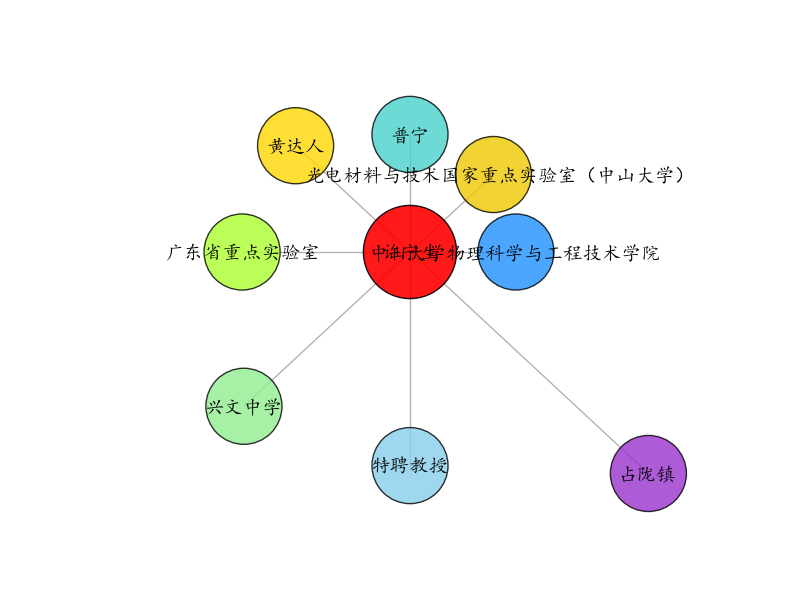 普宁
黄达人
光电材料与技术国家重点实验室（中山大学）
广东省重点实验室
中山大学物理科学与工程技术学院
兴文中学
特聘教授
占陇镇